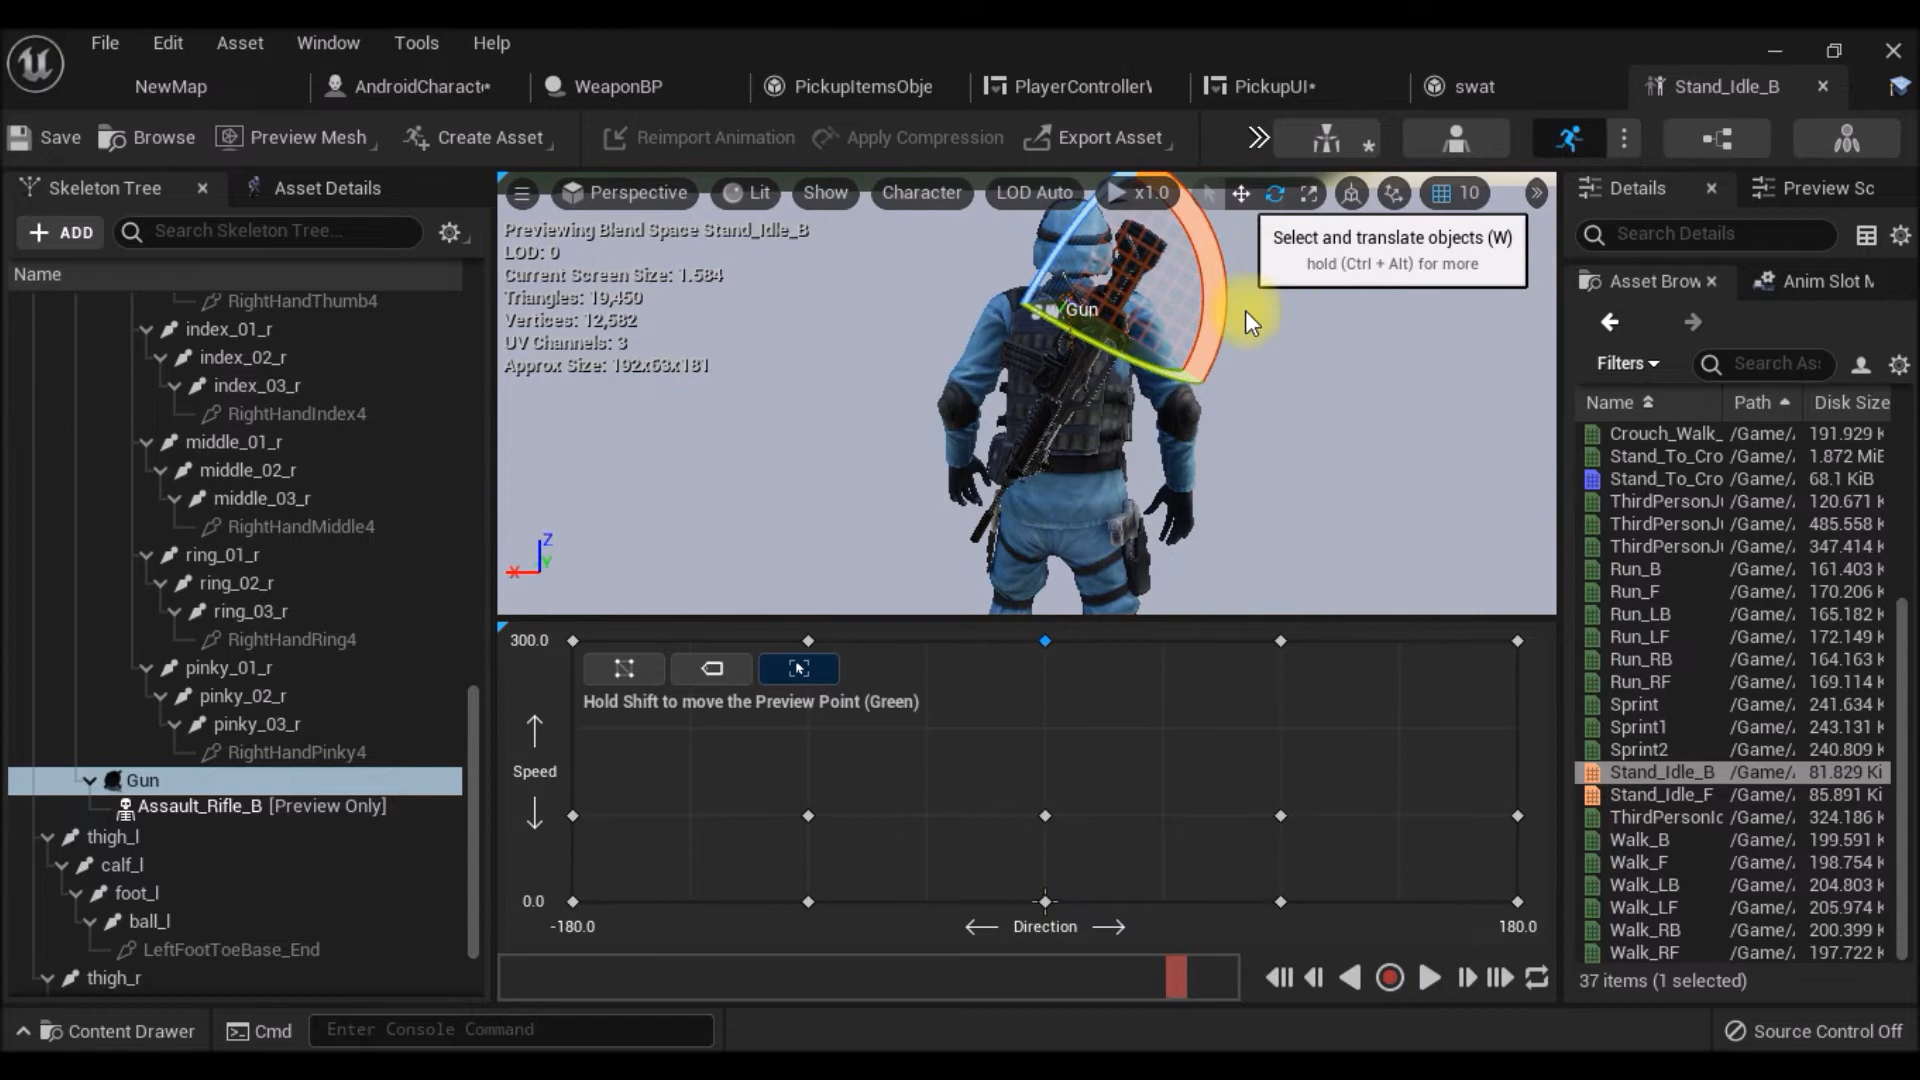 File Edit Asset Window Tools Help
NewMap AndroidCharact* WeaponBP PickupItemsObje PlayerController\ PickupUI* swat Stand_Idle_B
Save Browse Preview Mesh Create Asset Reimport Animation Apply Compression Export Asset
Skeleton Tree Asset Details
ADD Search Skeleton Tree...
Name
RightHandThumb4
index_01_r
index_02_r
index_03_r
RightHandIndex4
middle_01_r
middle_02_r
middle_03_r
RightHandMiddle4
ring_01_r
ring_02_r
ring_03_r
RightHandRing4
pinky_01_r
pinky_02_r
pinky_03_r
RightHandPinky4
Gun
Assault_Rifle_B [Preview Only]
thigh_l
calf_l
foot_l
ball_l
LeftFootToeBase_End
thigh_r
Perspective Lit Show Character LOD Auto x1.0 10
Previewing Blend Space Stand_Idle_B
LOD: 0
Current Screen Size: 1.584
Triangles: 19,450
Vertices: 12,582
UV Channels: 3
Approx Size: 192x63x181
Select and translate objects (W)
hold (Ctrl + Alt) for more
Gun
Z
Y
X
300.0
Hold Shift to move the Preview Point (Green)
Speed
0.0
-180.0 Direction 180.0
Details Preview Sc
Search Details
Asset Brow Anim Slot M
Filters Search As
Name Path Disk Size
Crouch_Walk_ /Game/ 191.929 K
Stand_To_Cro /Game/ 1.872 MiE
Stand_To_Cro /Game/ 68.1 KiB
ThirdPersonJu /Game/ 120.671 K
ThirdPersonJu /Game/ 485.558 K
ThirdPersonJu /Game/ 347.414 K
Run_B /Game/ 161.403 K
Run_F /Game/ 170.206 K
Run_LB /Game/ 165.182 K
Run_LF /Game/ 172.149 K
Run_RB /Game/ 164.163 K
Run_RF /Game/ 169.114 K
Sprint /Game/ 241.634 K
Sprint1 /Game/ 243.131 K
Sprint2 /Game/ 240.809 K
Stand_Idle_B /Game/ 81.829 Ki
Stand_Idle_F /Game/ 85.891 Ki
ThirdPersonIc /Game/ 324.186 K
Walk_B /Game/ 199.591 K
Walk_F /Game/ 198.754 K
Walk_LB /Game/ 204.803 K
Walk_LF /Game/ 205.974 K
Walk_RB /Game/ 200.399 K
Walk_RF /Game/ 197.722 K
37 items (1 selected)
Content Drawer Cmd Enter Console Command Source Control Off